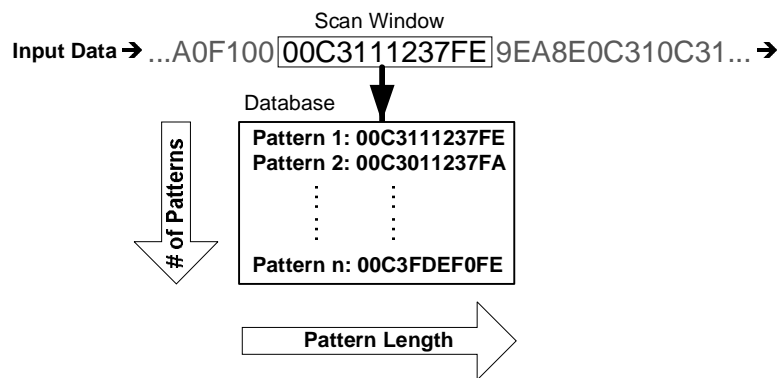 Scan Window
Input Data → ...A0F100 00C3111237FE 9EA8E0C310C31... →
Database
Pattern 1: 00C3111237FE
Pattern 2: 00C3011237FA
Pattern n: 00C3FDEF0FE
# of Patterns
Pattern Length